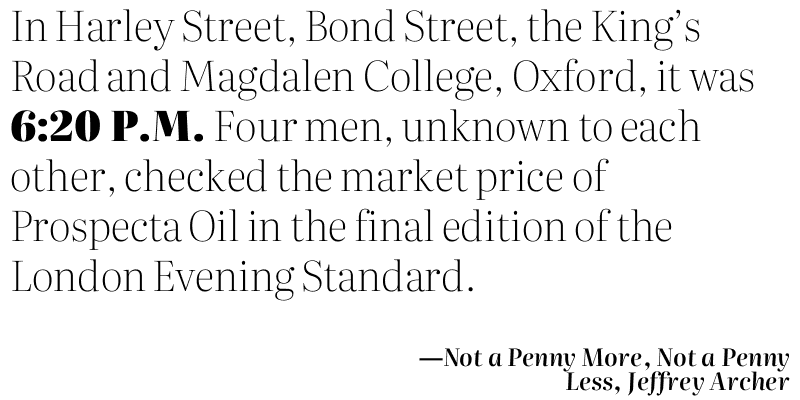 In Harley Street, Bond Street, the King’s
Road and Magdalen College, Oxford, it was
6:20 P.M. Four men, unknown to each
other, checked the market price of
Prospecta Oil in the final edition of the
London Evening Standard.
—Not a Penny More, Not a Penny
Less, Jeffrey Archer